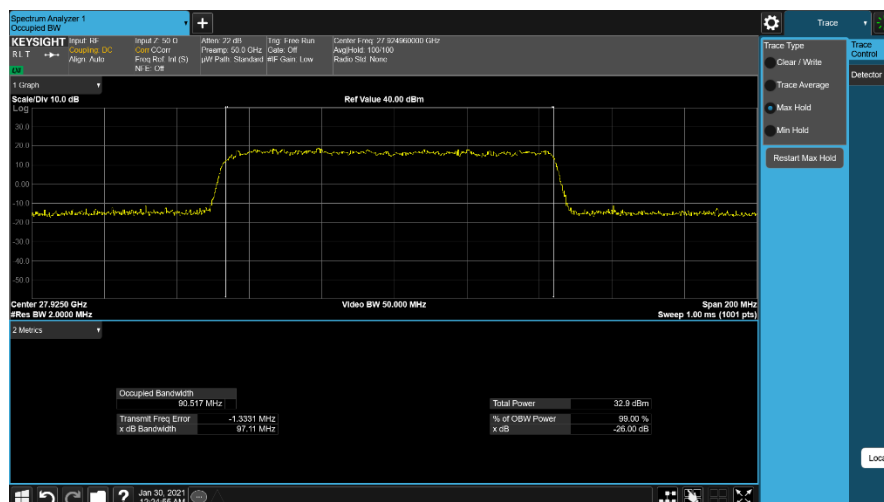 Spectrum Analyzer 1
Occupied BW
+
Trace
KEYSIGHT
RLT
Input: RF
Coupling: DC
Align: Auto
Input Z: 50 Ω
Corr CCorr
Freq Ref: Int (S)
NFE: Off
Atten: 22 dB
Preamp: 50.0 GHz
µW Path: Standard
Trig: Free Run
Gate: Off
#IF Gain: Low
Center Freq: 27.924960000 GHz
Avg|Hold: 100/100
Radio Std: None
Trace Type
Clear / Write
Trace Average
Max Hold
Min Hold
Restart Max Hold
Trace
Control
Detector
1 Graph
Scale/Div 10.0 dB
Ref Value 40.00 dBm
Log
30.0
20.0
10.0
0.00
-10.0
-20.0
-30.0
-40.0
-50.0
Center 27.9250 GHz
#Res BW 2.0000 MHz
Video BW 50.000 MHz
Span 200 MHz
Sweep 1.00 ms (1001 pts)
2 Metrics
Occupied Bandwidth
90.517 MHz
Transmit Freq Error -1.3331 MHz
x dB Bandwidth 97.11 MHz
Total Power 32.9 dBm
% of OBW Power 99.00 %
x dB -26.00 dB
Loca
?
Jan 30, 2021